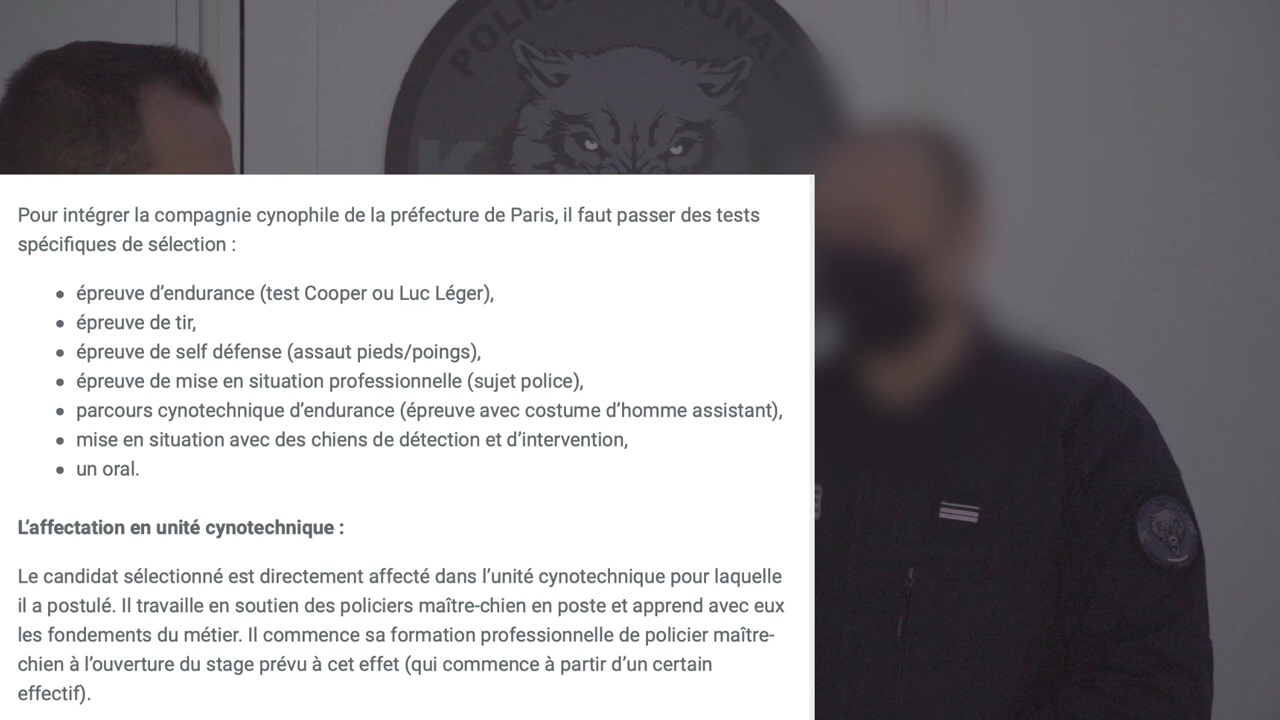 POLICE NATIONAL
Pour intégrer la compagnie cynophile de la préfecture de Paris, il faut passer des tests
spécifiques de sélection :
• épreuve d’endurance (test Cooper ou Luc Léger),
• épreuve de tir,
• épreuve de self défense (assaut pieds/poings),
• épreuve de mise en situation professionnelle (sujet police),
• parcours cynotechnique d’endurance (épreuve avec costume d’homme assistant),
• mise en situation avec des chiens de détection et d’intervention,
• un oral.
L’affectation en unité cynotechnique :
Le candidat sélectionné est directement affecté dans l’unité cynotechnique pour laquelle
il a postulé. Il travaille en soutien des policiers maître-chien en poste et apprend avec eux
les fondements du métier. Il commence sa formation professionnelle de policier maître-
chien à l’ouverture du stage prévu à cet effet (qui commence à partir d’un certain
effectif).